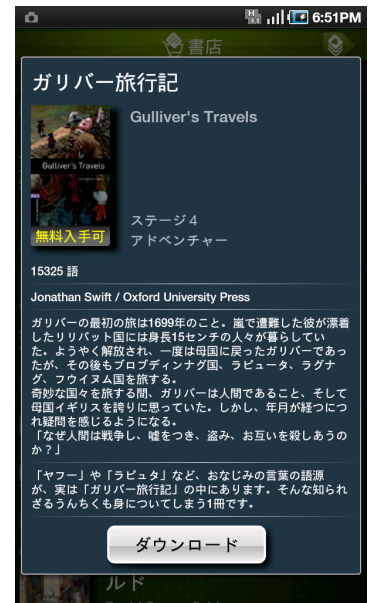 6:51PM
書店
ガリバー旅行記
Gulliver's Travels
Gulliver's Travels
無料入手可
ステージ4
アドベンチャー
15325 語
Jonathan Swift / Oxford University Press
ガリバーの最初の旅は1699年のこと。嵐で遭難した彼が漂着
したリリパット国には身長15センチの人々が暮らしてい
た。ようやく解放され、一度は母国に戻ったガリバーであっ
たが、その後もブロブディンナグ国、ラピュータ、ラグナ
グ、フウイヌム国を旅する。
奇妙な国々を旅する間、ガリバーは人間であること、そして
母国イギリスを誇りに思っていた。しかし、年月が経つにつ
れ疑問を感じるようになる。
「なぜ人間は戦争し、嘘をつき、盗み、お互いを殺しあうの
か？」
「ヤフー」や「ラピュタ」など、おなじみの言葉の語源
が、実は「ガリバー旅行記」の中にあります。そんな知られ
ざるうんちくも身についてしまう1冊です。
ダウンロード
ルド